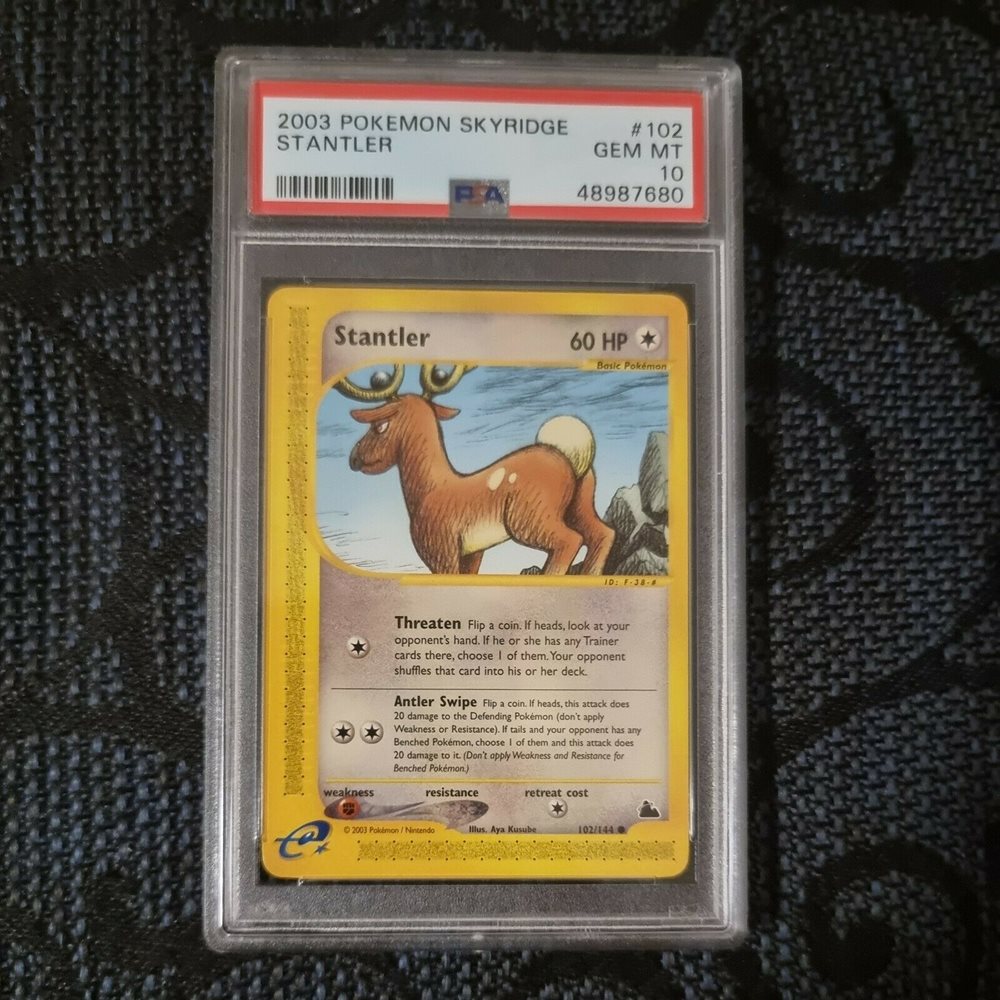 2003 POKEMON SKYRIDGE #102
STANTLER GEM MT
10
PSA 48987680
Stantler 60 HP
Basic Pokémon
ID: F-38-#
Threaten Flip a coin. If heads, look at your
opponent's hand. If he or she has any Trainer
cards there, choose 1 of them. Your opponent
shuffles that card into his or her deck.
Antler Swipe Flip a coin. If heads, this attack does
20 damage to the Defending Pokémon (don't apply
Weakness or Resistance). If tails and your opponent has any
Benched Pokémon, choose 1 of them and this attack does
20 damage to it. (Don't apply Weakness and Resistance for
Benched Pokémon.)
weakness resistance retreat cost
© 2003 Pokémon / Nintendo Illus. Aya Kusube 102/144
e